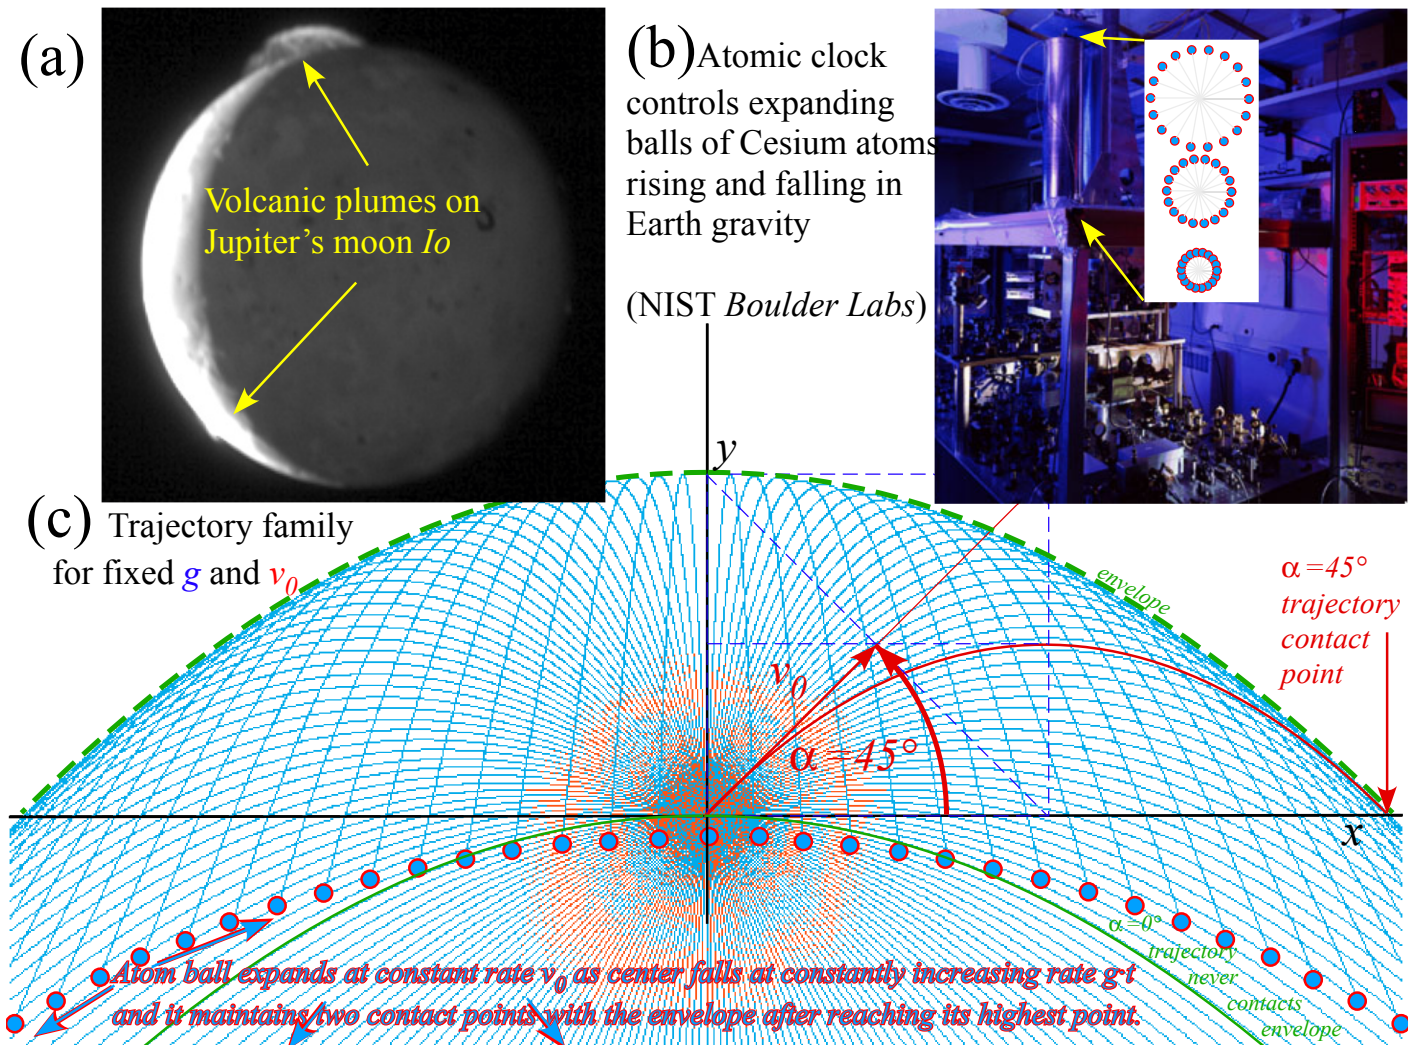 (a)
Volcanic plumes on
Jupiter’s moon Io
(b) Atomic clock
controls expanding
balls of Cesium atoms
rising and falling in
Earth gravity
(NIST Boulder Labs)
(c) Trajectory family
for fixed g and v0
y
envelope
α=45°
trajectory
contact
point
v0
α=45°
x
α=0°
trajectory
never
contacts
envelope
Atom ball expands at constant rate v0 as center falls at constantly increasing rate g·t
and it maintains two contact points with the envelope after reaching its highest point.